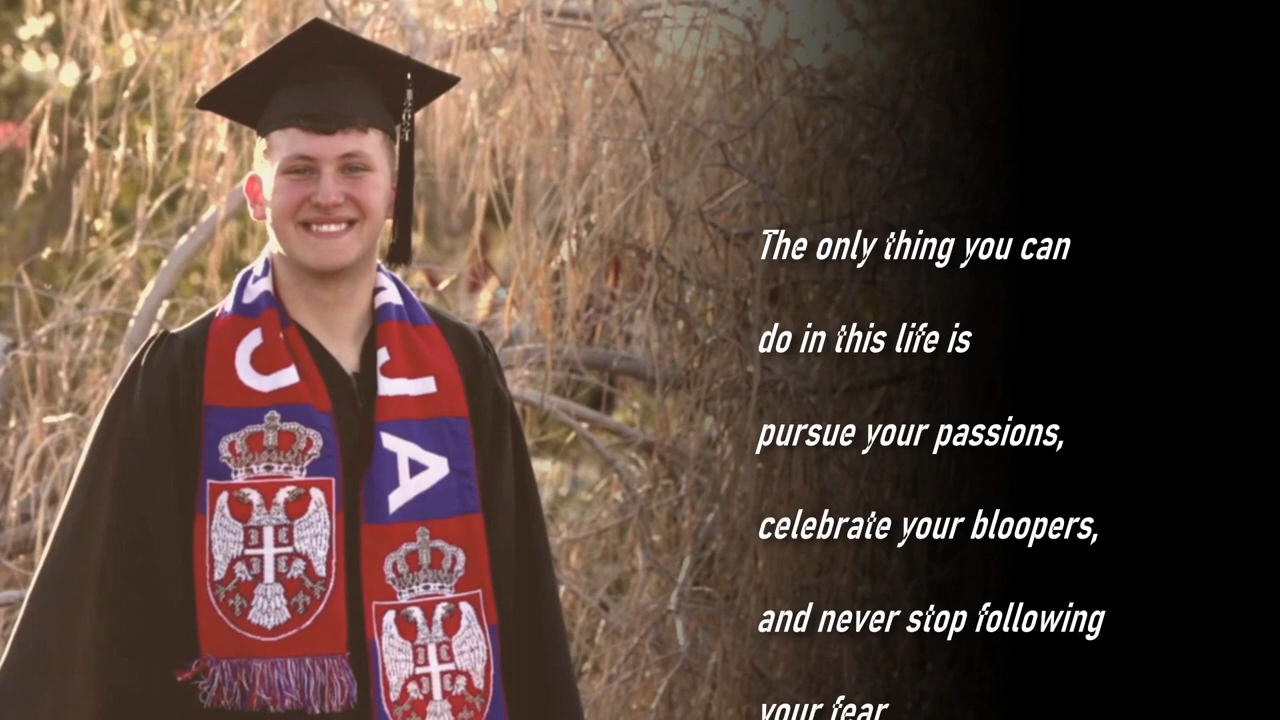 J
J
A
The only thing you can
do in this life is
pursue your passions,
celebrate your bloopers,
and never stop following
your fear